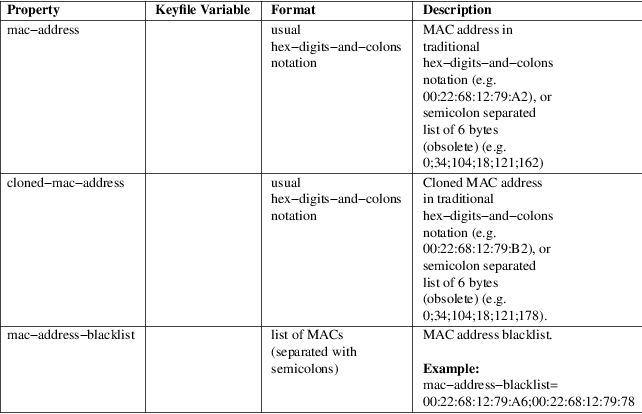 Property Keyfile Variable Format Description
mac−address usual MAC address in
hex−digits−and−colons traditional
notation hex−digits−and−colons
notation (e.g.
00:22:68:12:79:A2), or
semicolon separated
list of 6 bytes
(obsolete) (e.g.
0;34;104;18;121;162)
cloned−mac−address usual Cloned MAC address
hex−digits−and−colons in traditional
notation hex−digits−and−colons
notation (e.g.
00:22:68:12:79:B2), or
semicolon separated
list of 6 bytes
(obsolete) (e.g.
0;34;104;18;121;178).
mac−address−blacklist list of MACs MAC address blacklist.
(separated with
semicolons) Example:
mac−address−blacklist=
00:22:68:12:79:A6;00:22:68:12:79:78